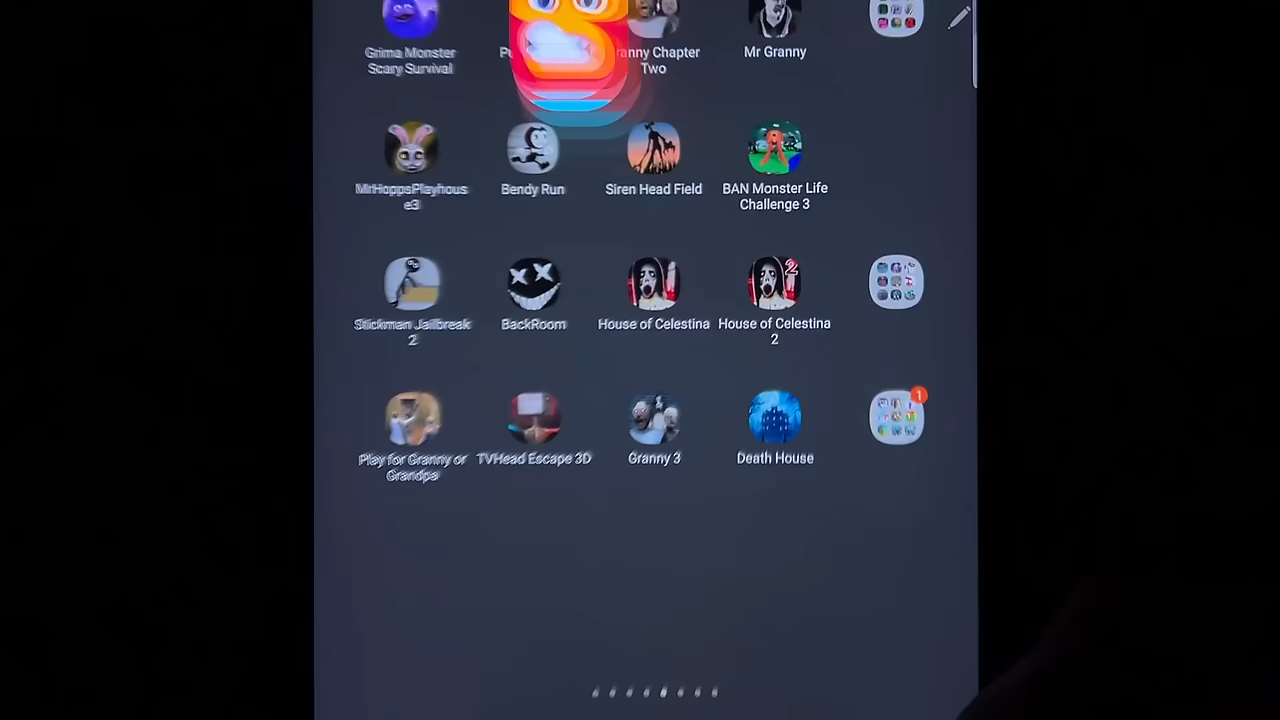 Grima Monster
Scary Survival
ranny Chapter
Two
Mr Granny
MrHoppsPlayhous
e3
Bendy Run
Siren Head Field
BAN Monster Life
Challenge 3
Stickman Jailbreak
2
BackRoom
House of Celestina
House of Celestina
2
2
Play for Granny or
Grandpa
TVHead Escape 3D
Granny 3
Death House
1